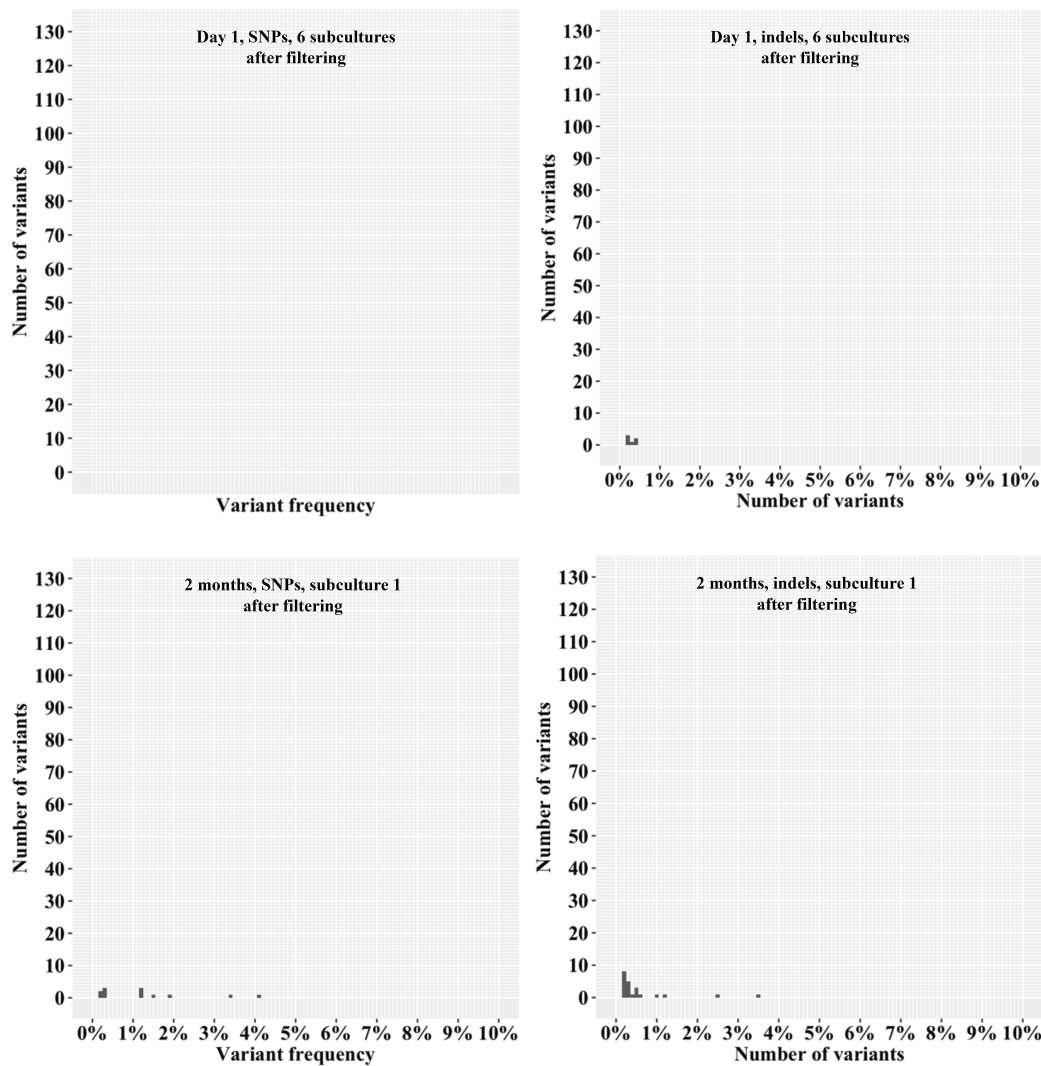 Day 1, SNPs, 6 subcultures
after filtering
Number of variants
130
120
110
100
90
80
70
60
50
40
30
20
10
0
Variant frequency
Day 1, indels, 6 subcultures
after filtering
Number of variants
130
120
110
100
90
80
70
60
50
40
30
20
10
0
0% 1% 2% 3% 4% 5% 6% 7% 8% 9% 10%
Number of variants
2 months, SNPs, subculture 1
after filtering
Number of variants
130
120
110
100
90
80
70
60
50
40
30
20
10
0
0% 1% 2% 3% 4% 5% 6% 7% 8% 9% 10%
Variant frequency
2 months, indels, subculture 1
after filtering
Number of variants
130
120
110
100
90
80
70
60
50
40
30
20
10
0
0% 1% 2% 3% 4% 5% 6% 7% 8% 9% 10%
Number of variants